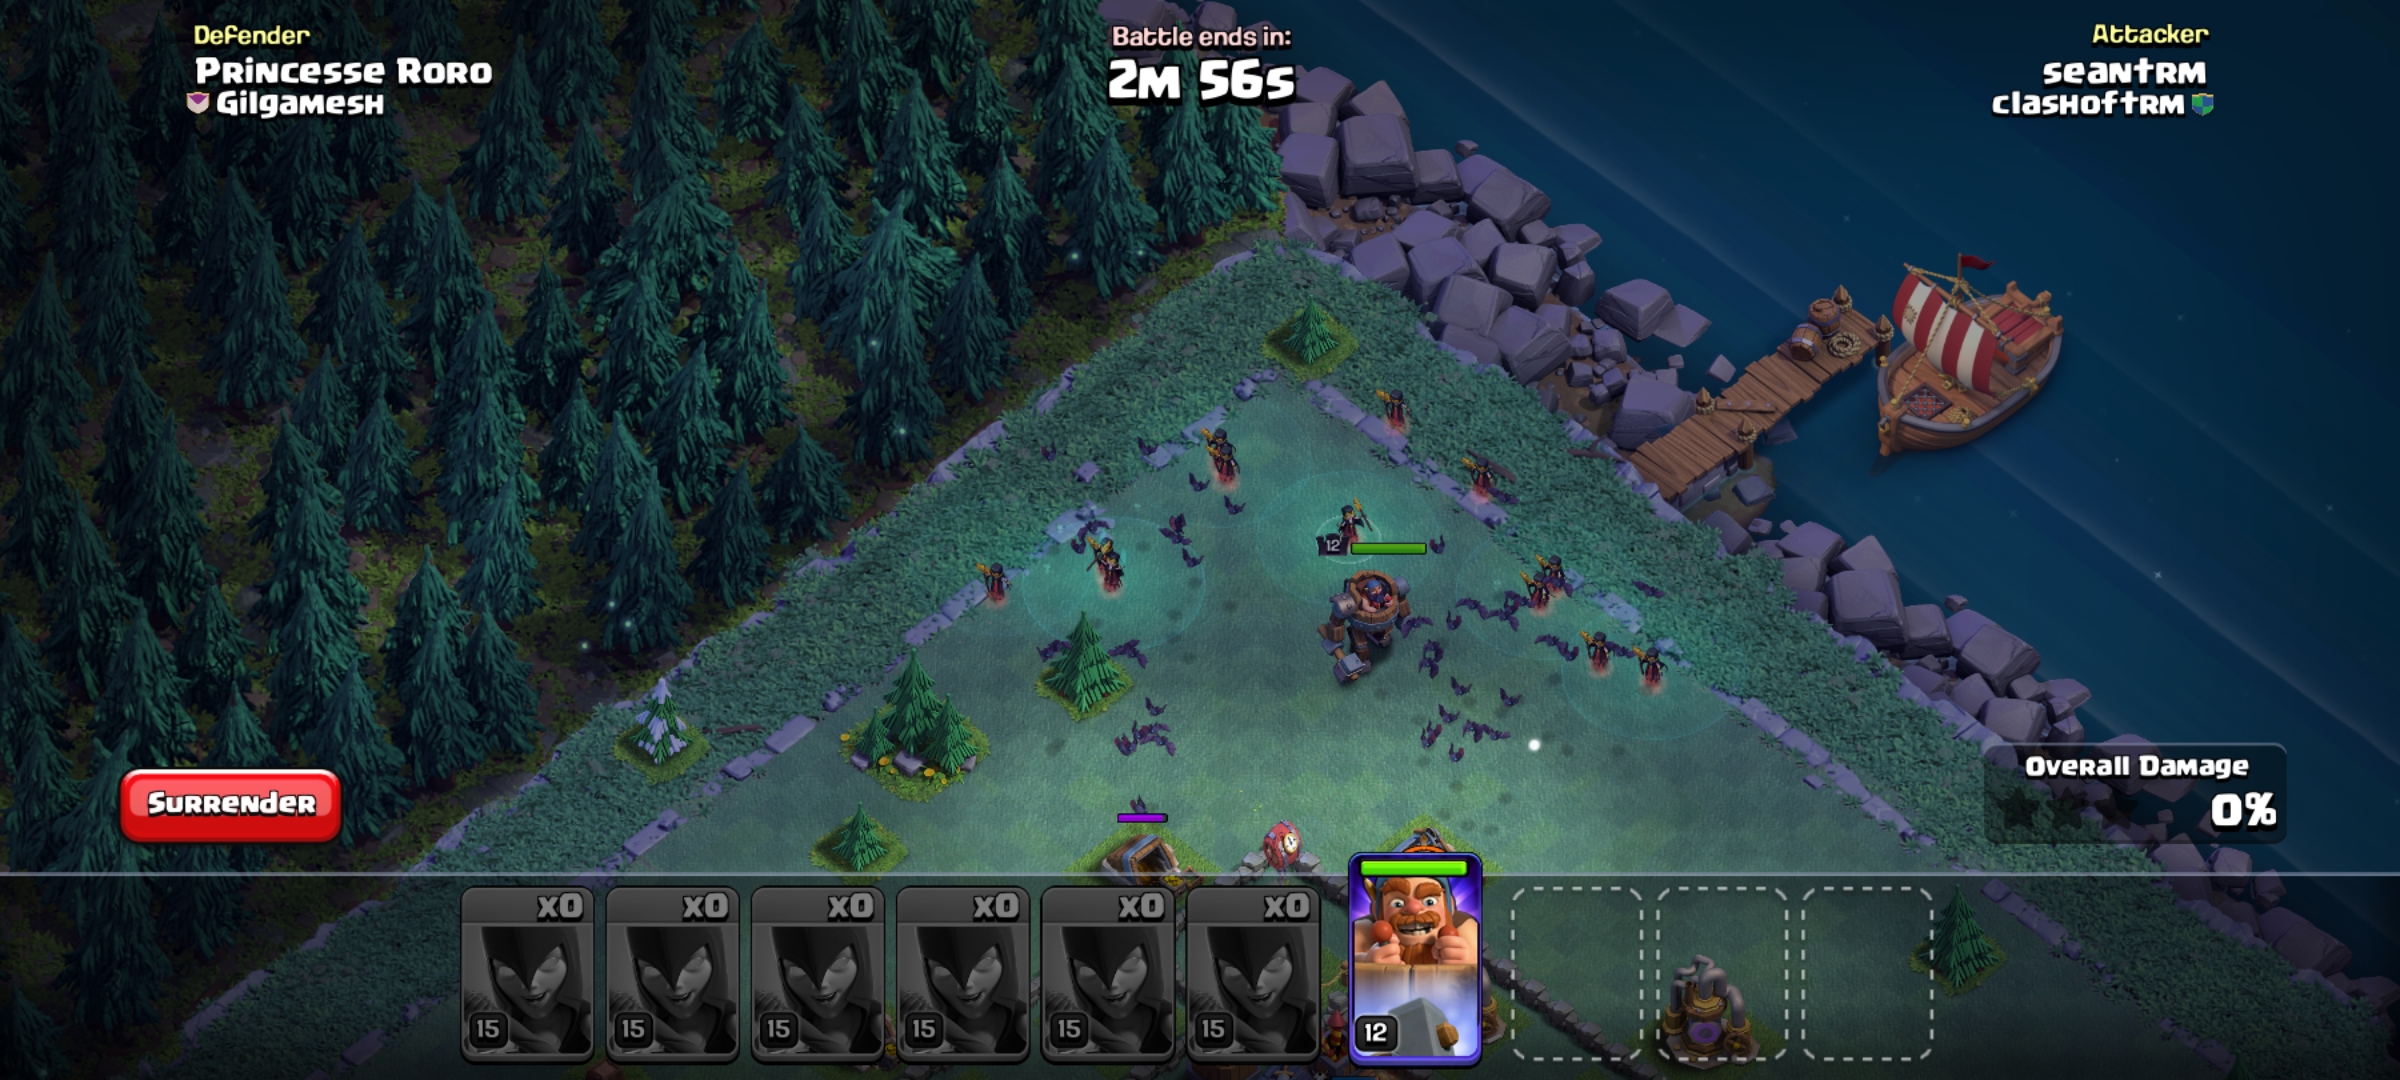 Defender
Princesse Roro
Gilgamesh
Battle ends in:
2m 56s
Attacker
seantrm
clashoftrm
12
Surrender
Overall Damage
0%
x0
x0
x0
x0
x0
x0
15
15
15
15
15
15
12